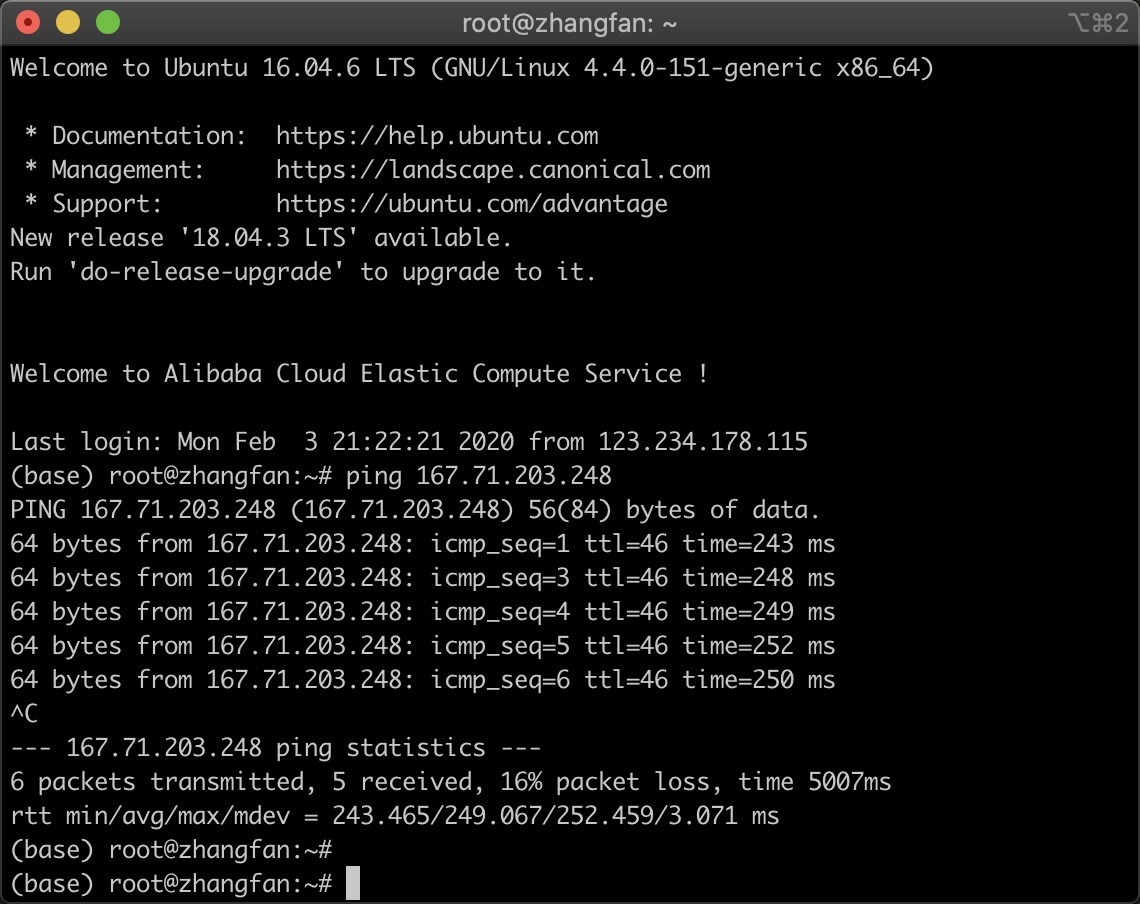 root@zhangfan: ~
⌥⌘2
Welcome to Ubuntu 16.04.6 LTS (GNU/Linux 4.4.0-151-generic x86_64)
* Documentation:  https://help.ubuntu.com
* Management:     https://landscape.canonical.com
* Support:        https://ubuntu.com/advantage
New release '18.04.3 LTS' available.
Run 'do-release-upgrade' to upgrade to it.
Welcome to Alibaba Cloud Elastic Compute Service !
Last login: Mon Feb  3 21:22:21 2020 from 123.234.178.115
(base) root@zhangfan:~# ping 167.71.203.248
PING 167.71.203.248 (167.71.203.248) 56(84) bytes of data.
64 bytes from 167.71.203.248: icmp_seq=1 ttl=46 time=243 ms
64 bytes from 167.71.203.248: icmp_seq=3 ttl=46 time=248 ms
64 bytes from 167.71.203.248: icmp_seq=4 ttl=46 time=249 ms
64 bytes from 167.71.203.248: icmp_seq=5 ttl=46 time=252 ms
64 bytes from 167.71.203.248: icmp_seq=6 ttl=46 time=250 ms
^C
--- 167.71.203.248 ping statistics ---
6 packets transmitted, 5 received, 16% packet loss, time 5007ms
rtt min/avg/max/mdev = 243.465/249.067/252.459/3.071 ms
(base) root@zhangfan:~#
(base) root@zhangfan:~#